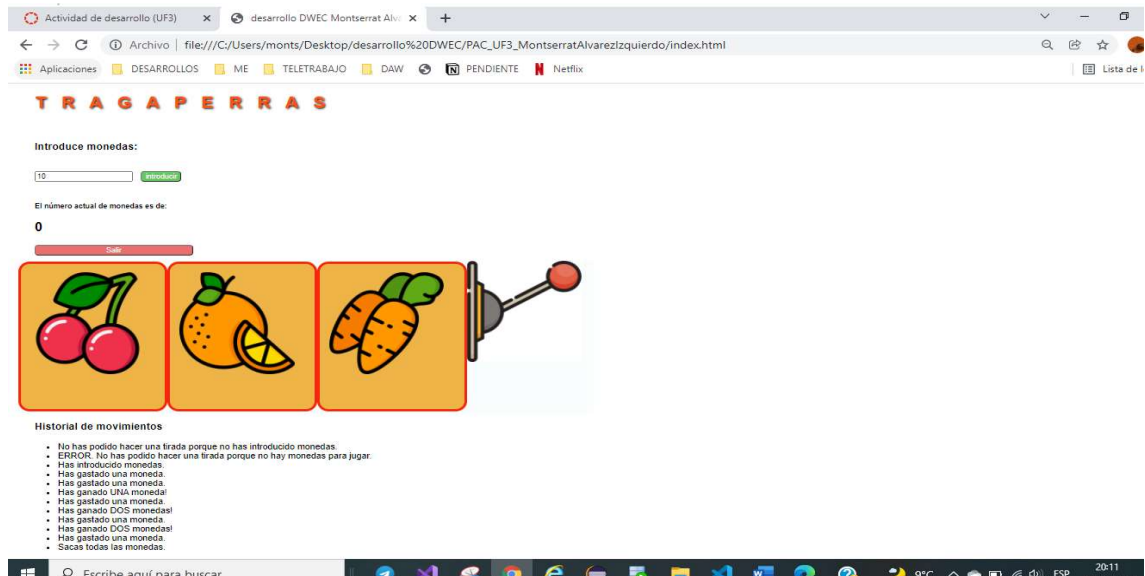 Actividad de desarrollo (UF3)
desarrollo DWEC Montserrat Alv
Archivo file:///C:/Users/monts/Desktop/desarrollo%20DWEC/PAC_UF3_MontserratAlvarezIzquierdo/index.html
Aplicaciones DESARROLLOS ME TELETRABAJO DAW PENDIENTE Netflix Lista de
TRAGAPERRAS
Introduce monedas:
10 introducir
El número actual de monedas es de:
0
Salir
Historial de movimientos
No has podido hacer una tirada porque no has introducido monedas.
ERROR. No has podido hacer una tirada porque no hay monedas para jugar.
Has introducido monedas.
Has gastado una moneda.
Has gastado una moneda.
Has ganado UNA moneda!
Has gastado una moneda.
Has ganado DOS monedas!
Has gastado una moneda.
Has ganado DOS monedas!
Has gastado una moneda.
Sacas todas las monedas.
Escribe aquí para buscar 9°C ESP 20:11